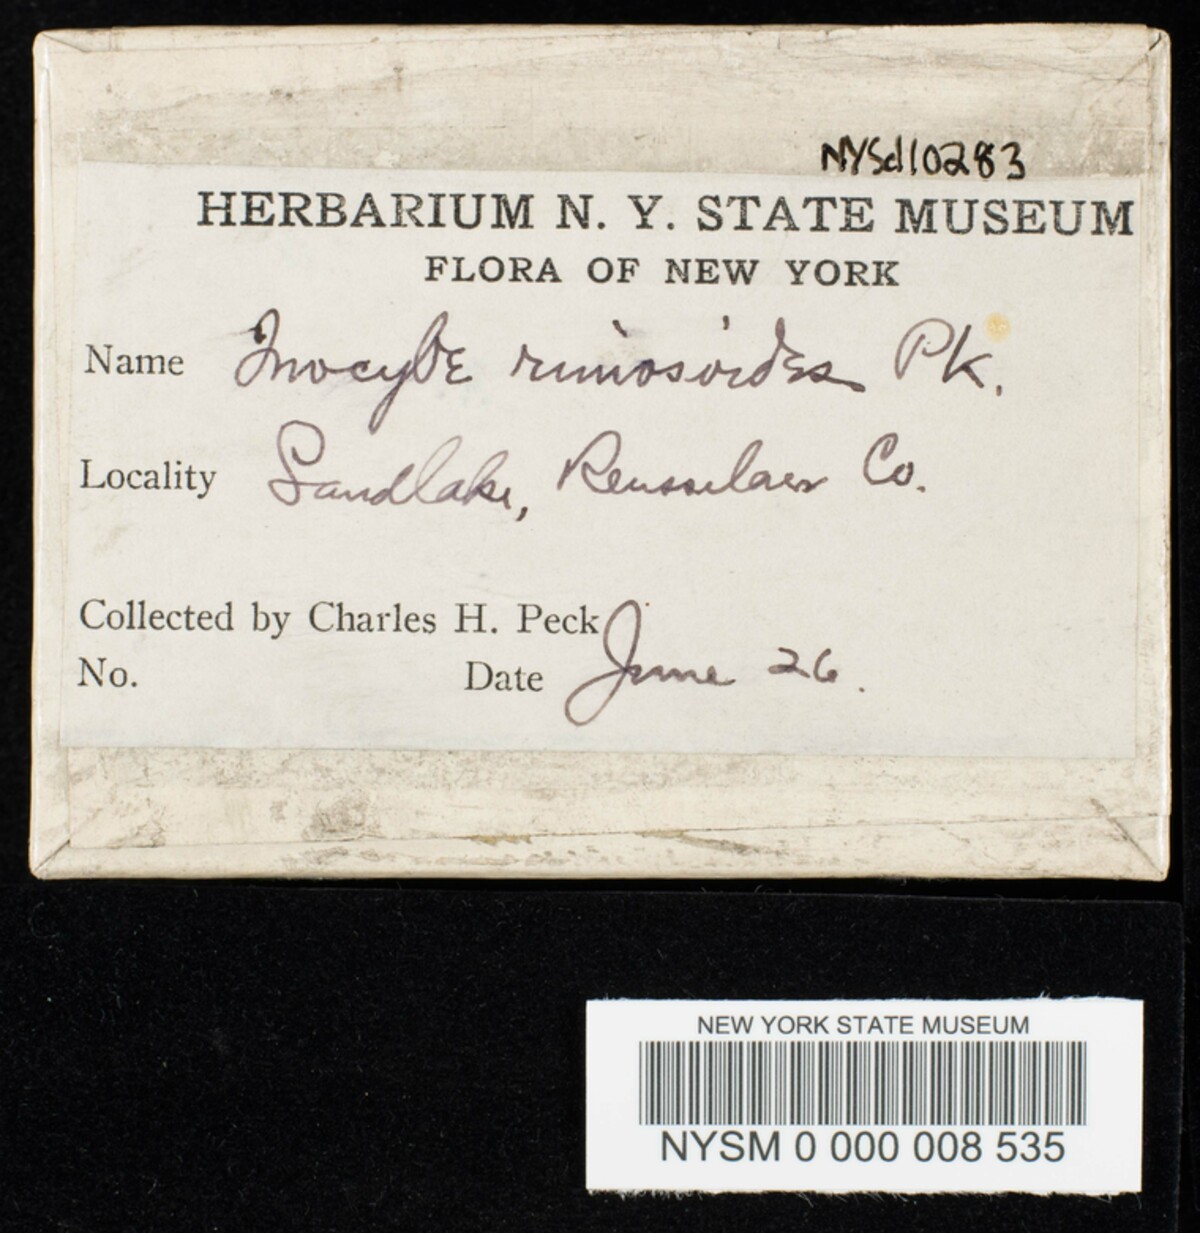 NYSd10283
HERBARIUM N. Y. STATE MUSEUM
FLORA OF NEW YORK
Name Inocybe rimosoides Pk.
Locality Sandlake, Rensselaer Co.
Collected by Charles H. Peck
No. Date June 26.
NEW YORK STATE MUSEUM
NYSM 0 000 008 535